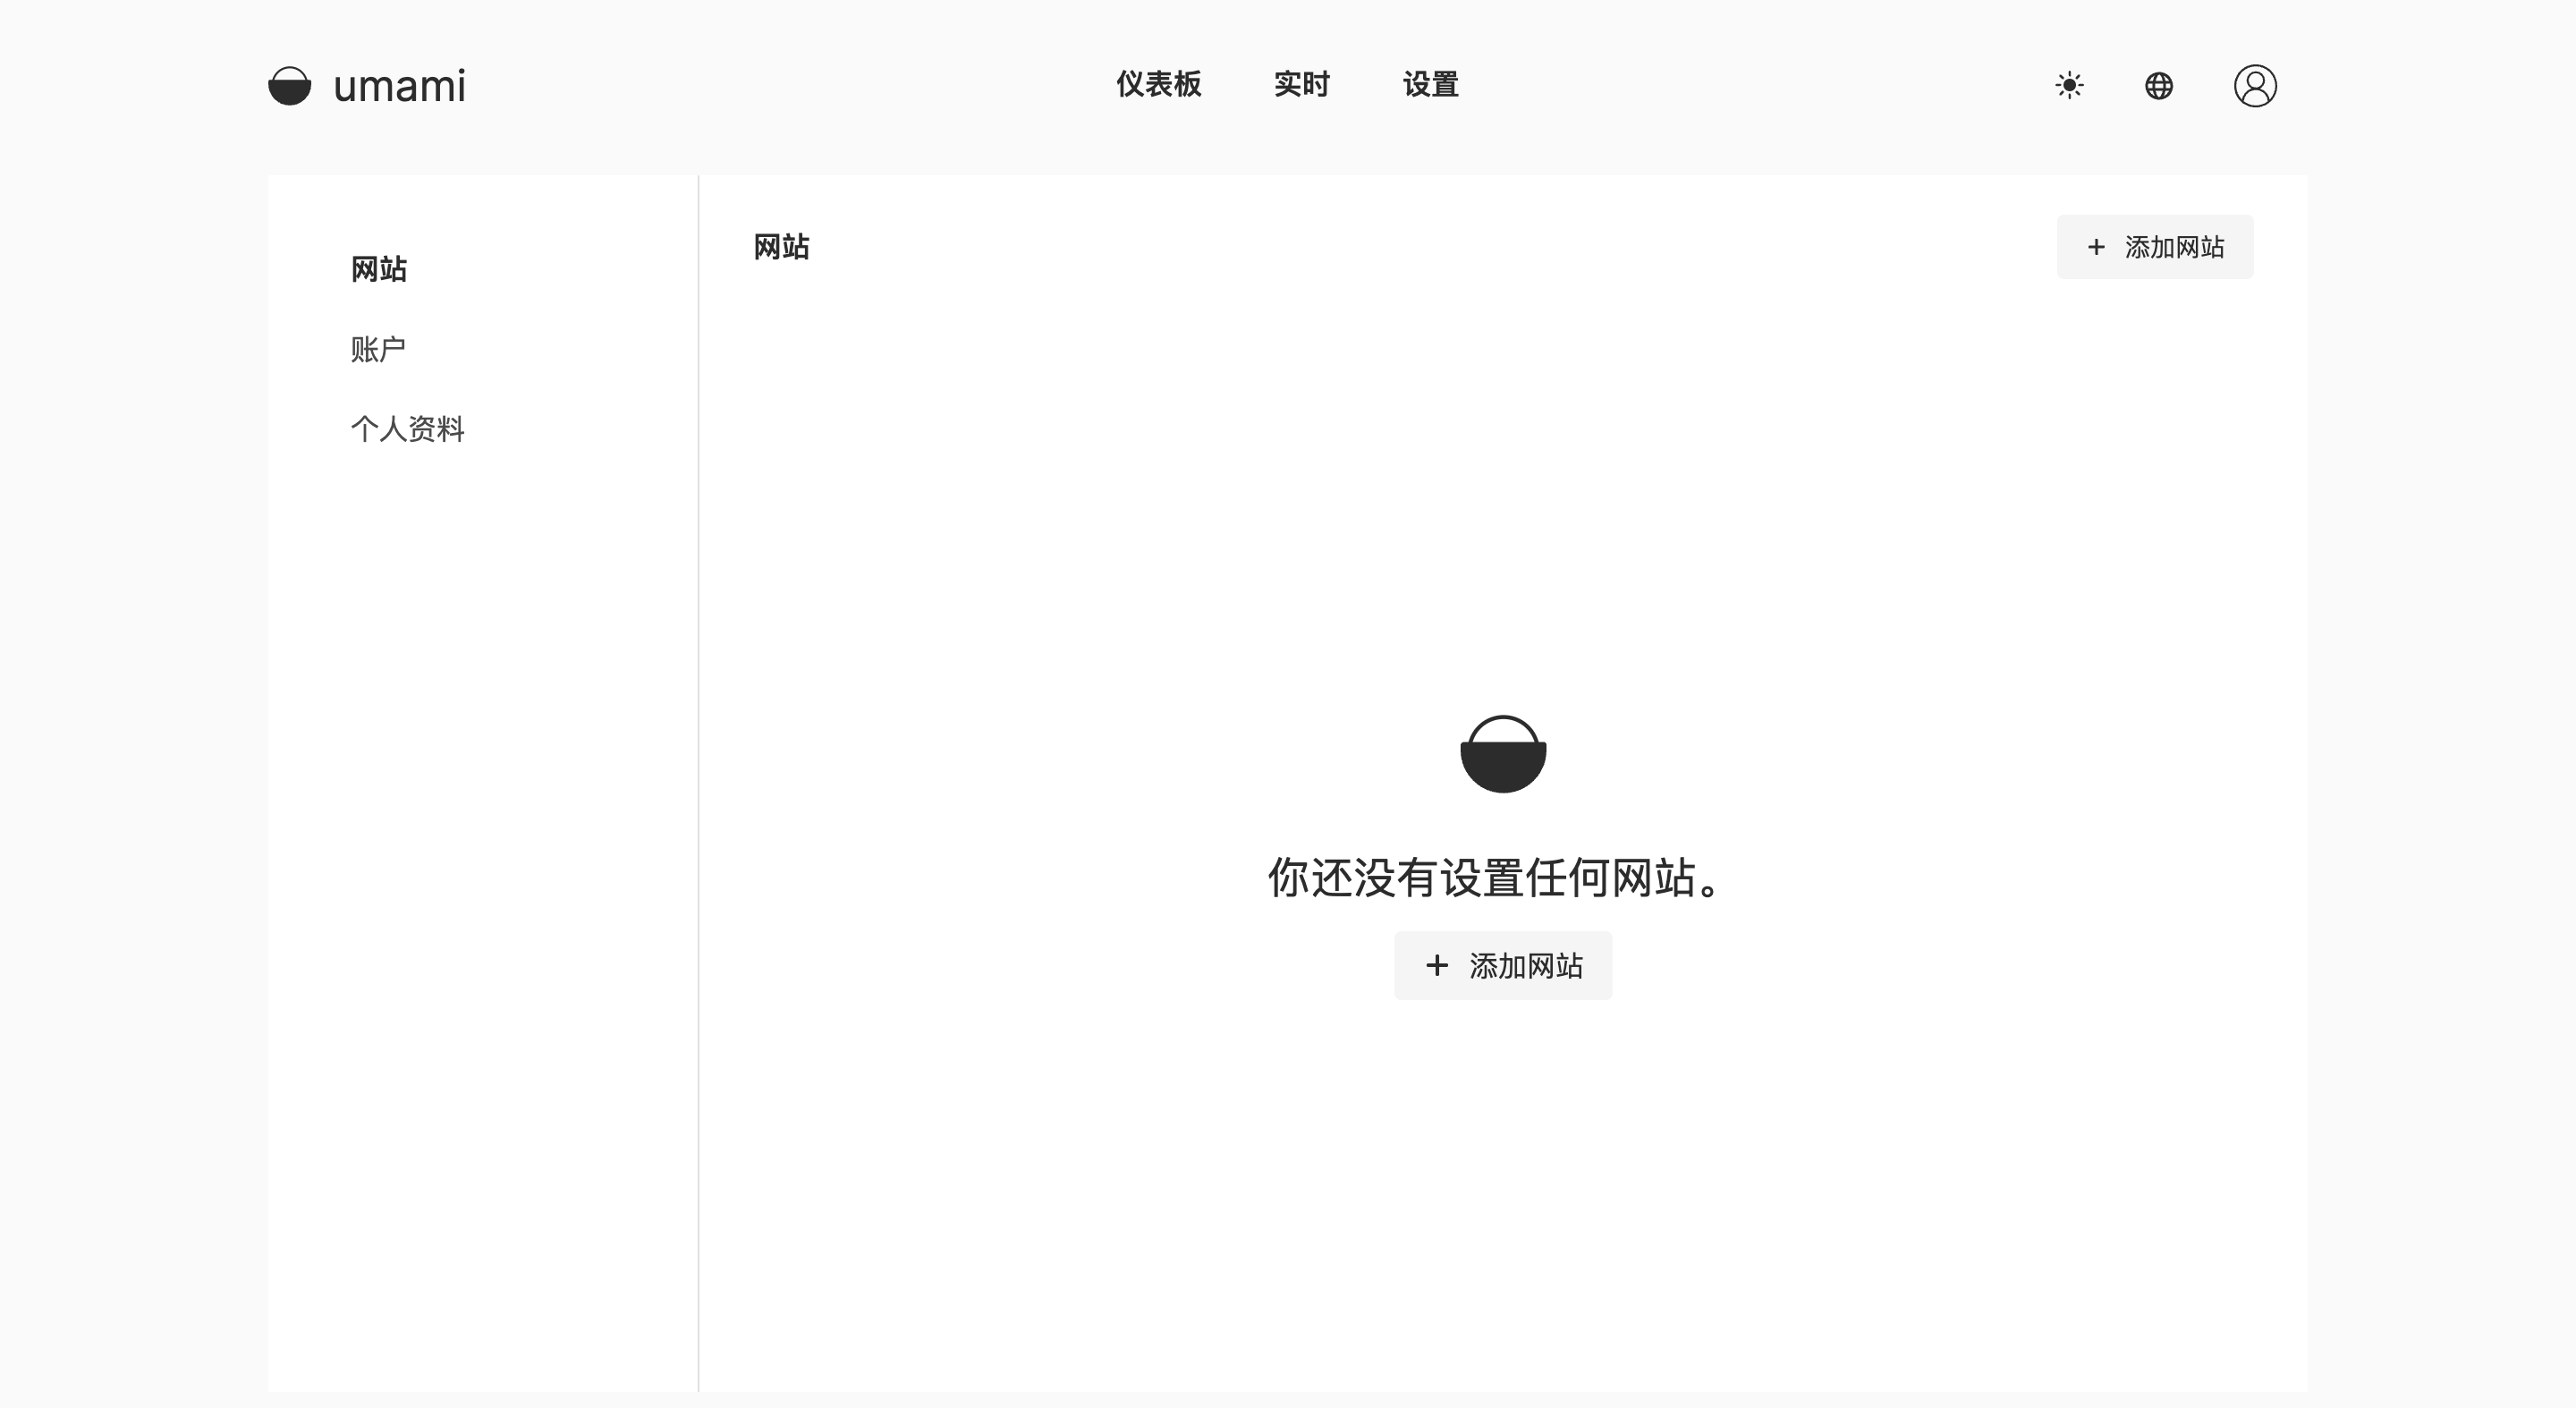 umami
仪表板 实时 设置
网站
账户
个人资料
网站
+ 添加网站
你还没有设置任何网站。
+ 添加网站